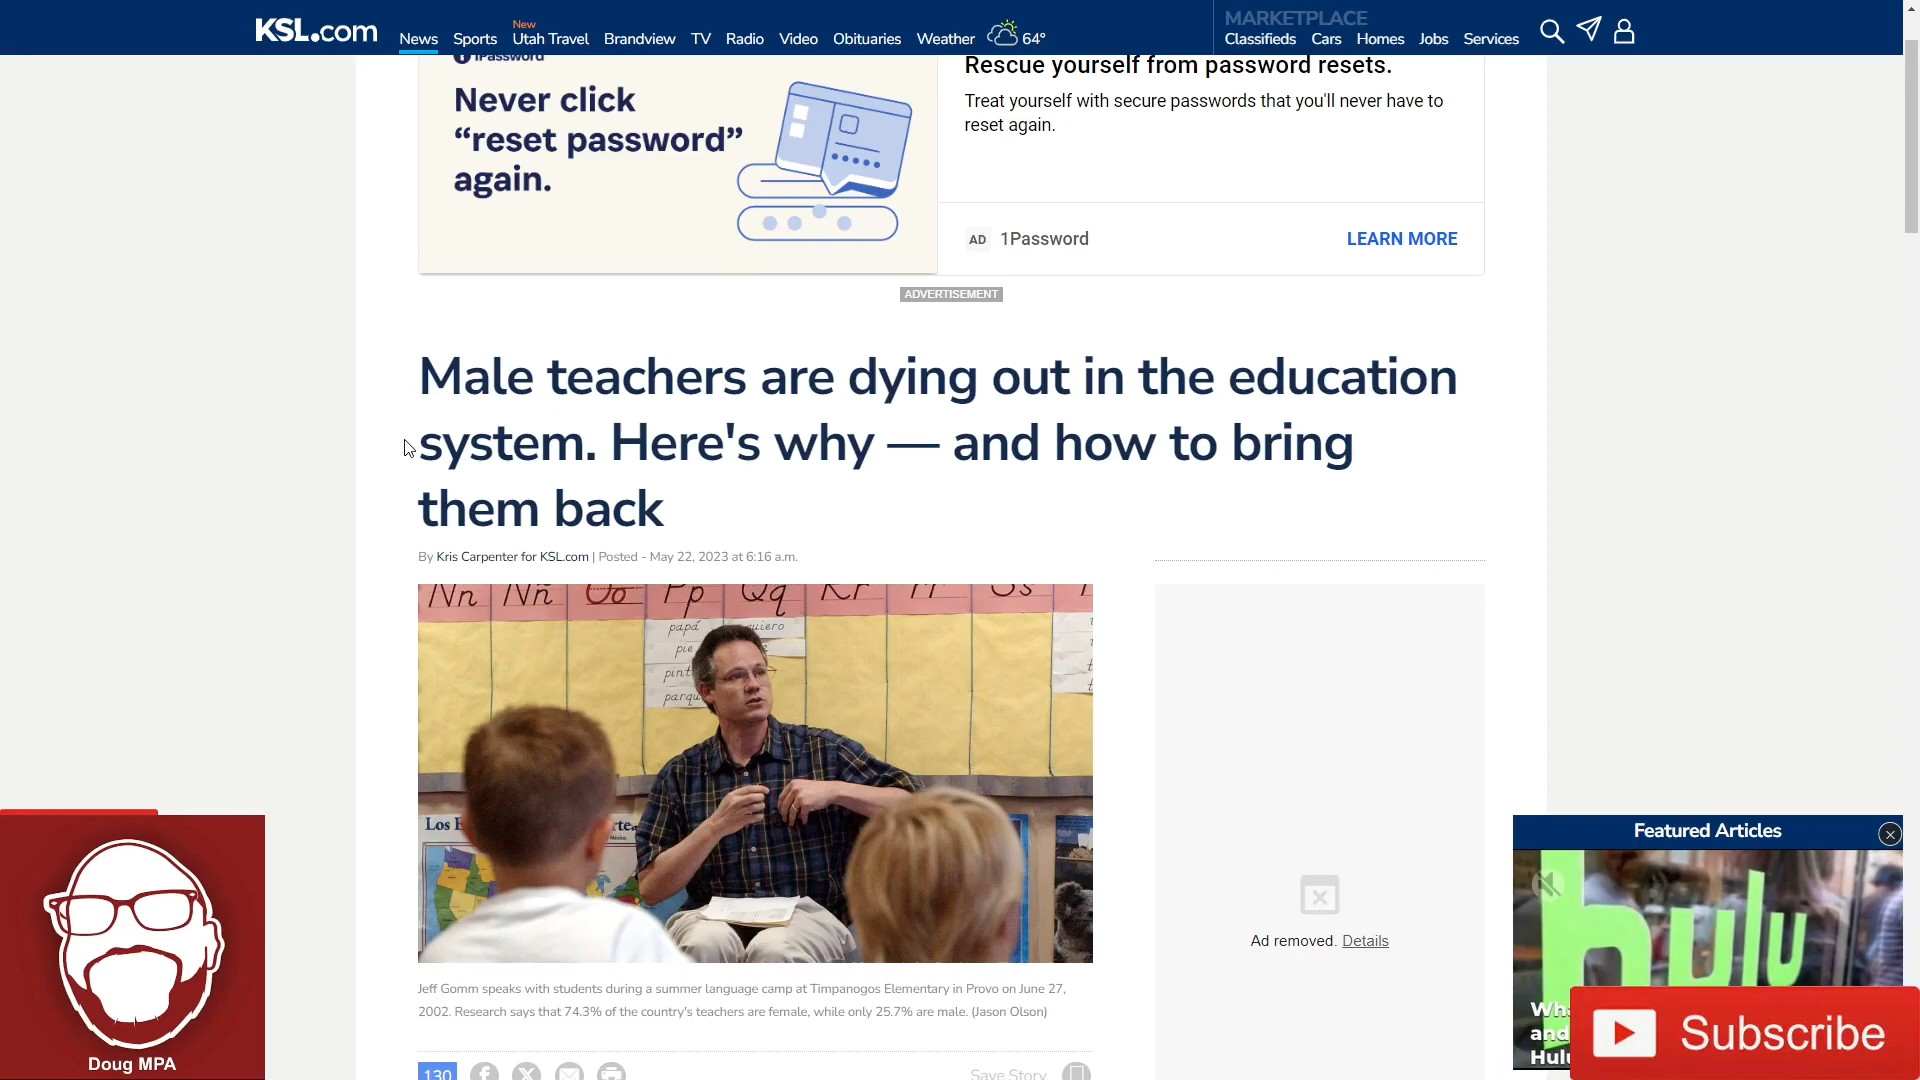 KSL.com
News
Sports
New
Utah Travel
Brandview
TV
Radio
Video
Obituaries
Weather
64°
MARKETPLACE
Classifieds
Cars
Homes
Jobs
Services
1Password
Never click
“reset password”
again.
Rescue yourself from password resets.
Treat yourself with secure passwords that you'll never have to
reset again.
AD 1Password
LEARN MORE
ADVERTISEMENT
Male teachers are dying out in the education
system. Here's why — and how to bring
them back
By Kris Carpenter for KSL.com | Posted - May 22, 2023 at 6:16 a.m.
Nn Nn Oo Pp Qq Rr
papá
quiero
pie
Los E
Ad removed. Details
Jeff Gomm speaks with students during a summer language camp at Timpanogos Elementary in Provo on June 27,
2002. Research says that 74.3% of the country's teachers are female, while only 25.7% are male. (Jason Olson)
130
Save Story
Featured Articles
hulu
and
Subscribe
Doug MPA